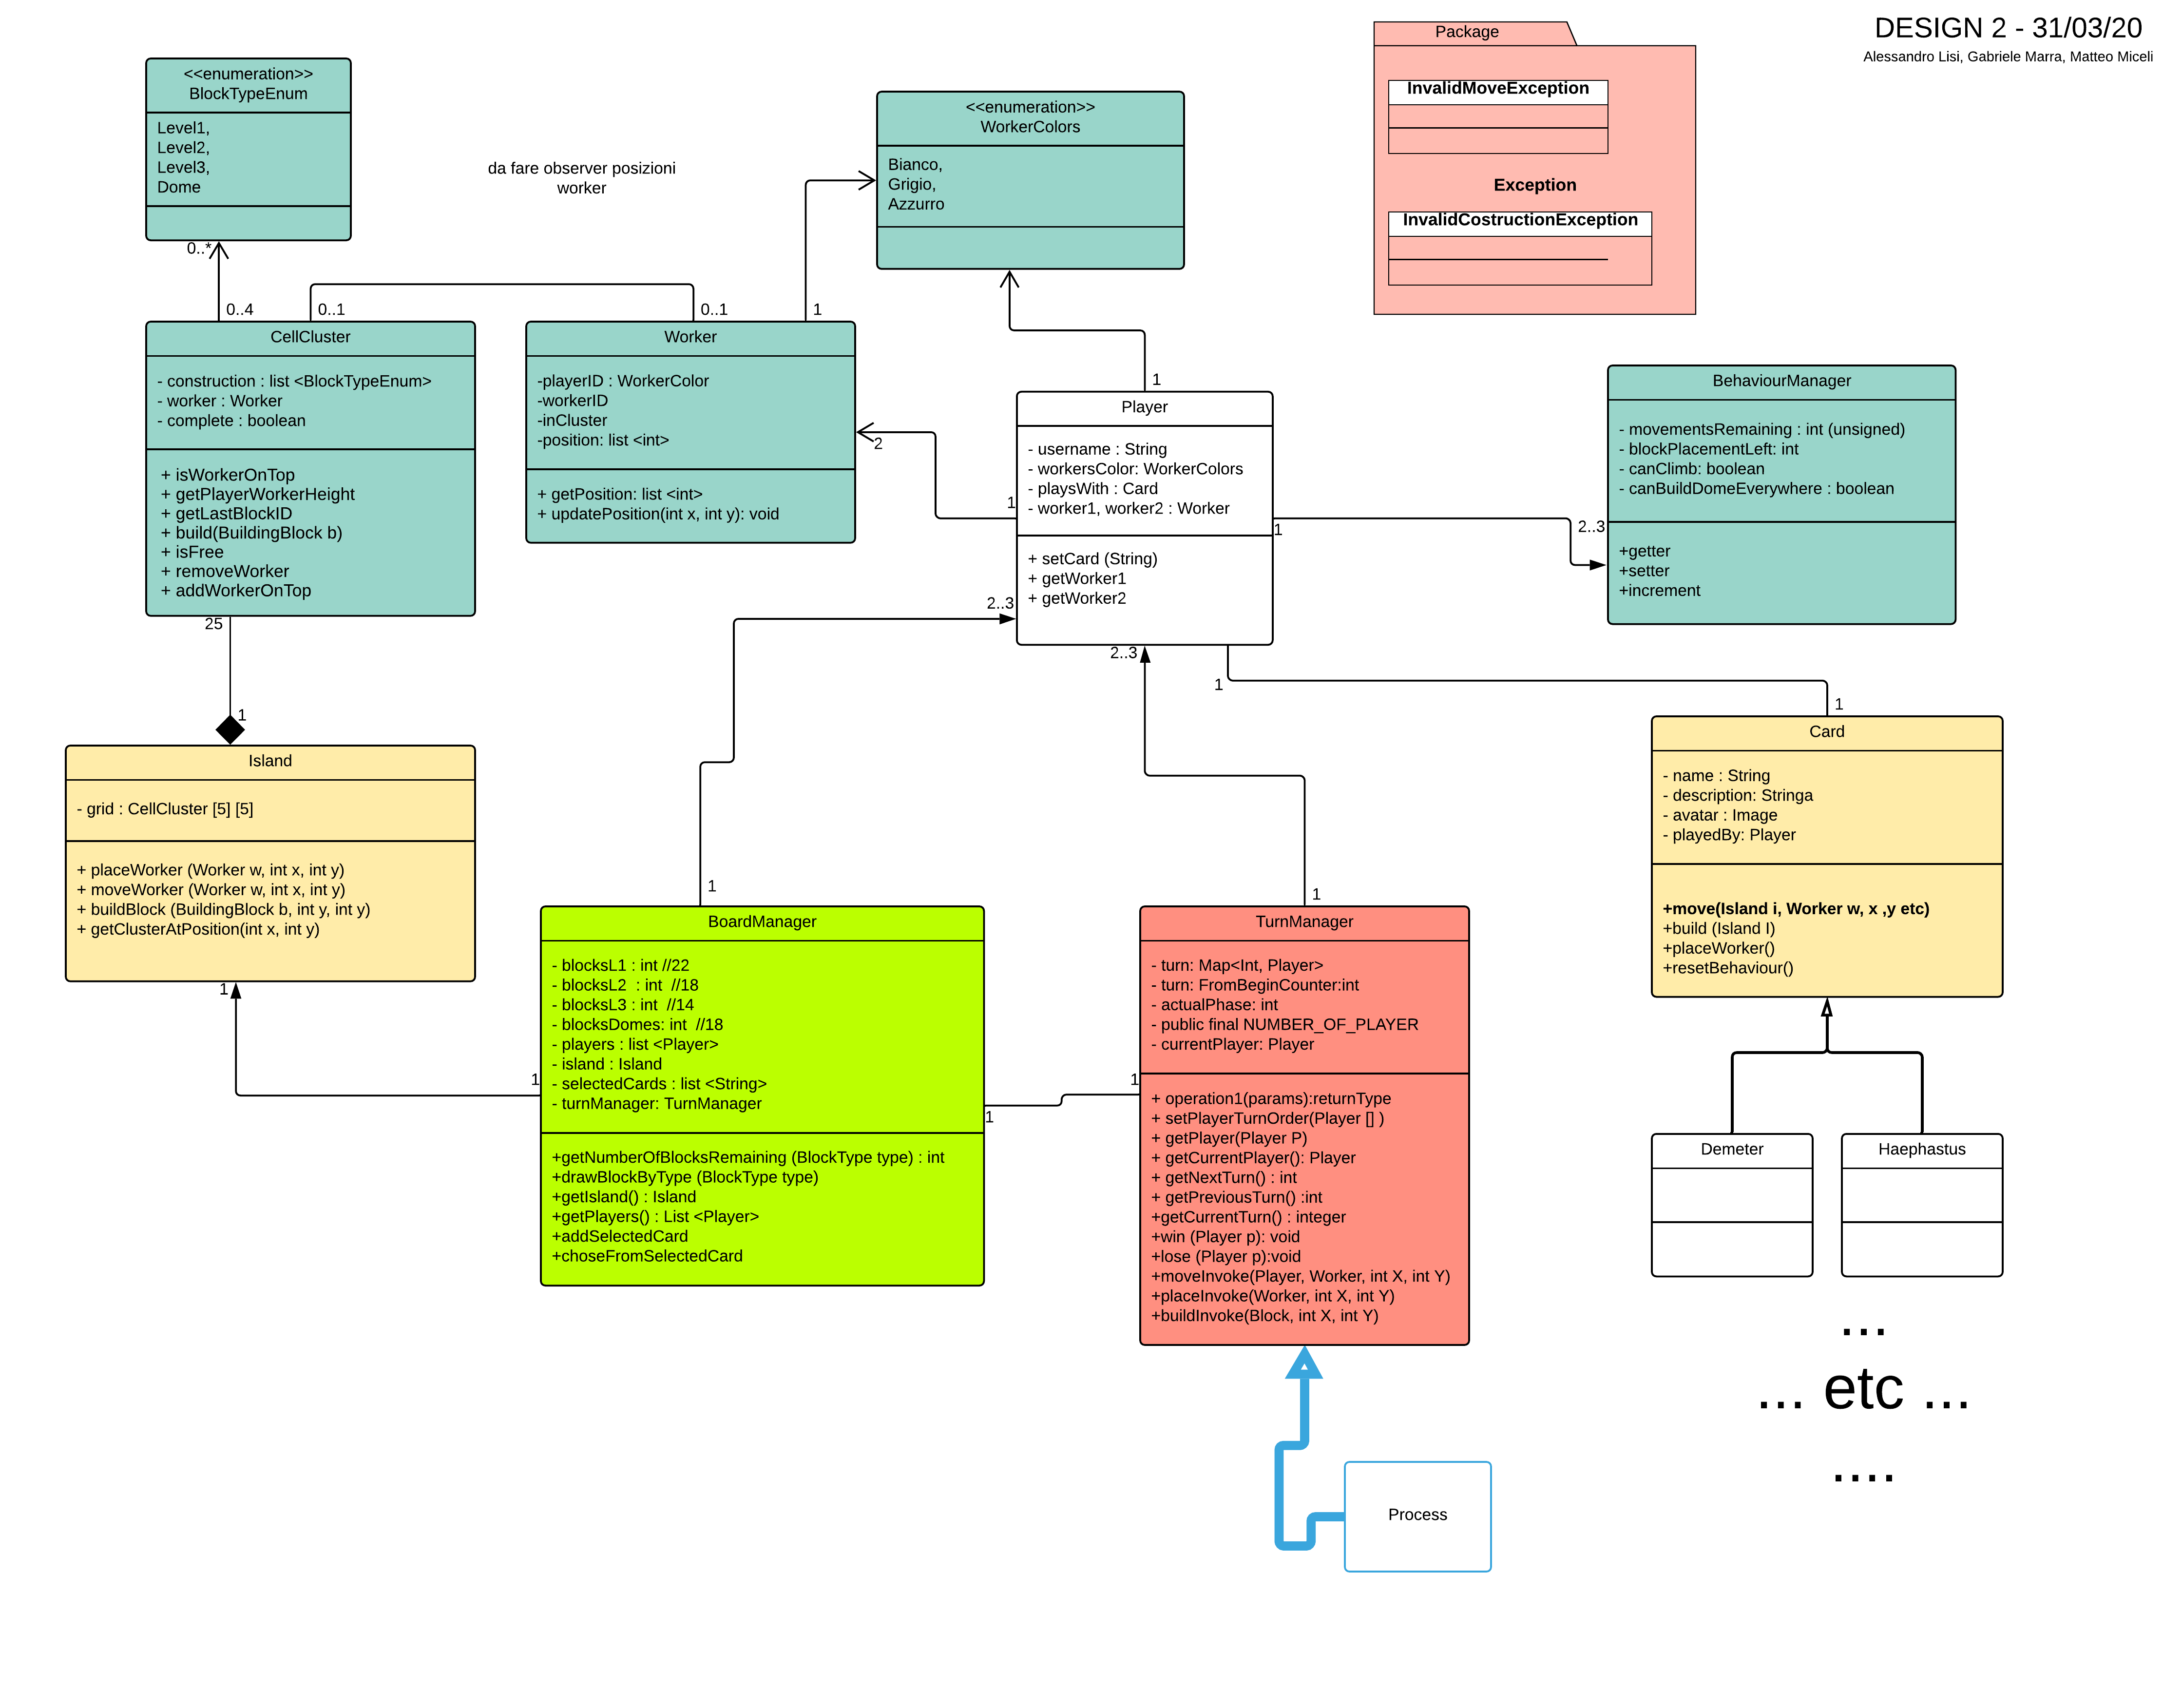 DESIGN 2 - 31/03/20
Alessandro Lisi, Gabriele Marra, Matteo Miceli
Package
InvalidMoveException
Exception
InvalidCostructionException
<<enumeration>>
BlockTypeEnum
Level1,
Level2,
Level3,
Dome
0..*
da fare observer posizioni
worker
<<enumeration>>
WorkerColors
Bianco,
Grigio,
Azzurro
0..4
0..1
0..1
1
CellCluster
- construction : list <BlockTypeEnum>
- worker : Worker
- complete : boolean
+ isWorkerOnTop
+ getPlayerWorkerHeight
+ getLastBlockID
+ build(BuildingBlock b)
+ isFree
+ removeWorker
+ addWorkerOnTop
25
1
Worker
-playerID : WorkerColor
-workerID
-inCluster
-position: list <int>
+ getPosition: list <int>
+ updatePosition(int x, int y): void
2
1
1
Player
- username : String
- workersColor: WorkerColors
- playsWith : Card
- worker1, worker2 : Worker
+ setCard (String)
+ getWorker1
+ getWorker2
1
2..3
2..3
2..3
1
1
BehaviourManager
- movementsRemaining : int (unsigned)
- blockPlacementLeft: int
- canClimb: boolean
- canBuildDomeEverywhere : boolean
+getter
+setter
+increment
Island
- grid : CellCluster [5] [5]
+ placeWorker (Worker w, int x, int y)
+ moveWorker (Worker w, int x, int y)
+ buildBlock (BuildingBlock b, int y, int y)
+ getClusterAtPosition(int x, int y)
1
1
1
BoardManager
- blocksL1 : int //22
- blocksL2  : int  //18
- blocksL3 : int  //14
- blocksDomes: int  //18
- players : list <Player>
- island : Island
- selectedCards : list <String>
- turnManager: TurnManager
+getNumberOfBlocksRemaining (BlockType type) : int
+drawBlockByType (BlockType type)
+getIsland() : Island
+getPlayers() : List <Player>
+addSelectedCard
+choseFromSelectedCard
1
1
1
TurnManager
- turn: Map<Int, Player>
- turn: FromBeginCounter:int
- actualPhase: int
- public final NUMBER_OF_PLAYER
- currentPlayer: Player
+ operation1(params):returnType
+ setPlayerTurnOrder(Player [] )
+ getPlayer(Player P)
+ getCurrentPlayer(): Player
+ getNextTurn() : int
+ getPreviousTurn() :int
+getCurrentTurn() : integer
+win (Player p): void
+lose (Player p):void
+moveInvoke(Player, Worker, int X, int Y)
+placeInvoke(Worker, int X, int Y)
+buildInvoke(Block, int X, int Y)
Card
- name : String
- description: Stringa
- avatar : Image
- playedBy: Player
+move(Island i, Worker w, x ,y etc)
+build (Island I)
+placeWorker()
+resetBehaviour()
Demeter
Haephastus
...
... etc ...
....
Process